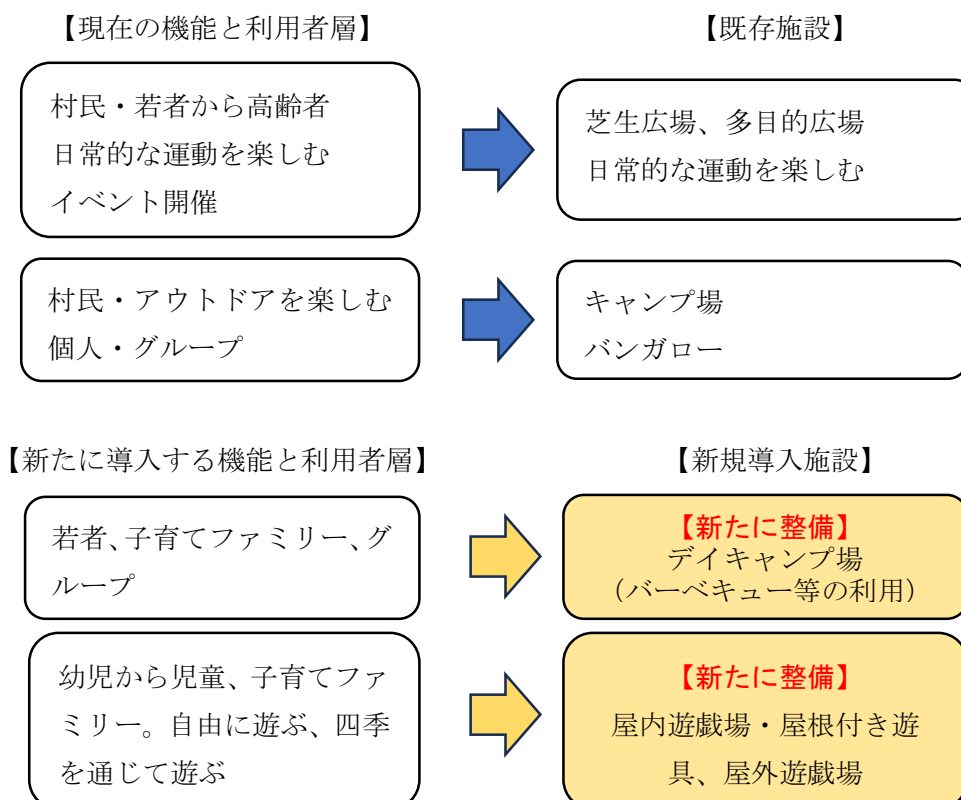 【現在の機能と利用者層】
【既存施設】
村民・若者から高齢者
日常的な運動を楽しむ
イベント開催
芝生広場、多目的広場
日常的な運動を楽しむ
村民・アウトドアを楽しむ
個人・グループ
キャンプ場
バンガロー
【新たに導入する機能と利用者層】
【新規導入施設】
若者、子育てファミリー、グ
ループ
【新たに整備】
デイキャンプ場
（バーベキュー等の利用）
幼児から児童、子育てファ
ミリー。自由に遊ぶ、四季
を通じて遊ぶ
【新たに整備】
屋内遊戯場・屋根付き遊
具、屋外遊戯場